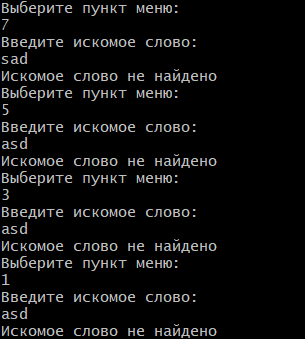 Выберите пункт меню:
7
Введите искомое слово:
sad
Искомое слово не найдено
Выберите пункт меню:
5
Введите искомое слово:
asd
Искомое слово не найдено
Выберите пункт меню:
3
Введите искомое слово:
asd
Искомое слово не найдено
Выберите пункт меню:
1
Введите искомое слово:
asd
Искомое слово не найдено